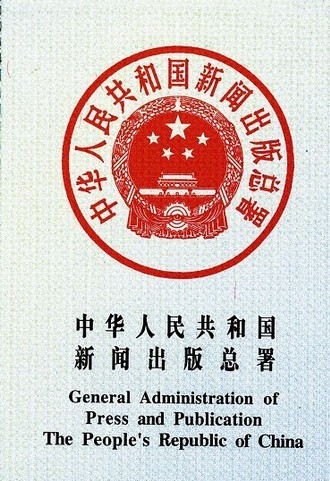 中华人民共和国新闻出版总署
中华人民共和国
新闻出版总署
General Administration of
Press and Publication
The People's Republic of China